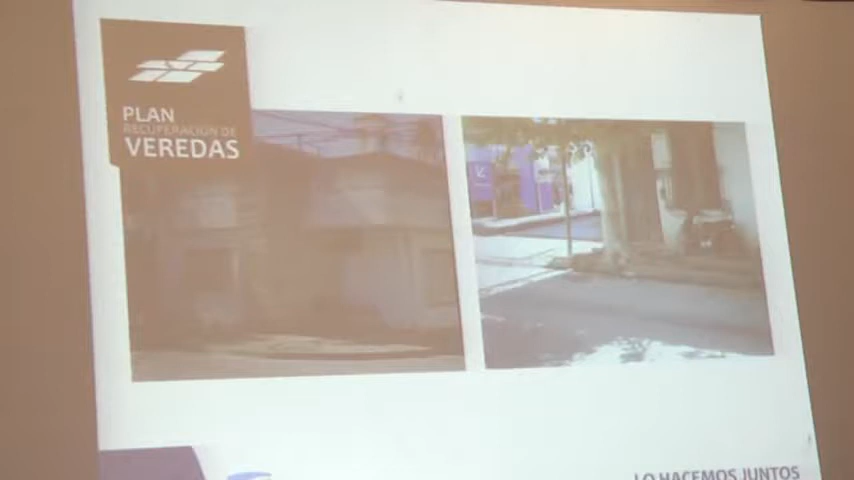 PLAN
RECUPERACIÓN DE
VEREDAS
LO HACEMOS JUNTOS